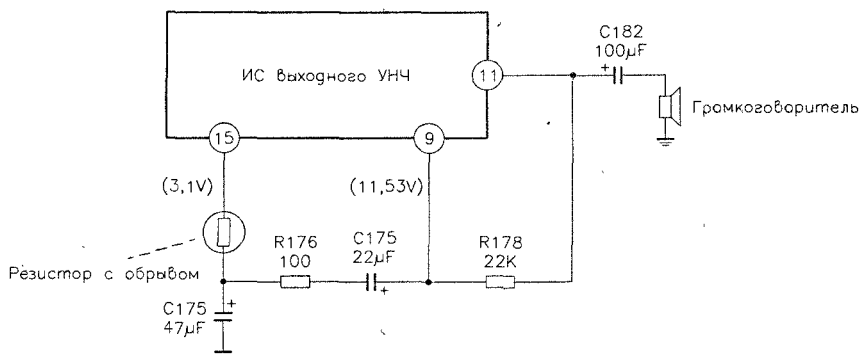 ИС выходного УНЧ
11
C182
100µF
+
Громкоговоритель
15
9
(3,1V)
(11,53V)
Резистор с обрывом
R176
100
C175
22µF
+
R178
22K
C175
47µF
+